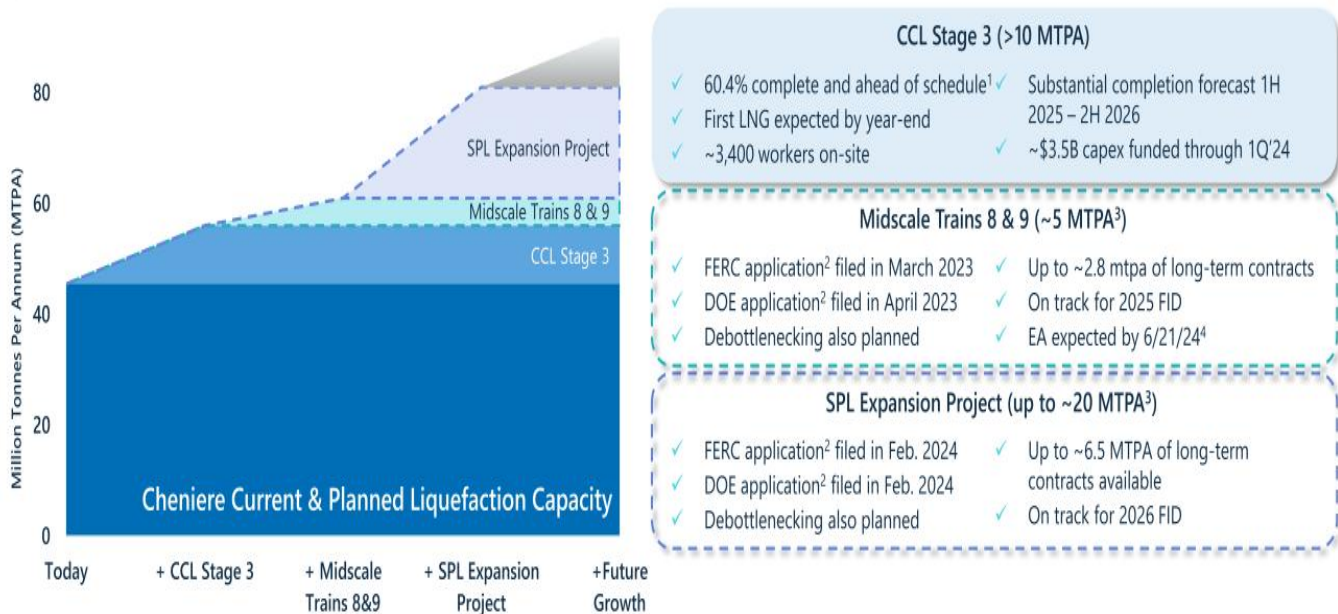 Million Tonnes Per Annum (MTPA)
80
60
40
20
0
SPL Expansion Project
Midscale Trains 8 & 9
CCL Stage 3
Cheniere Current & Planned Liquefaction Capacity
Today
+ CCL Stage 3
+ Midscale
Trains 8&9
+ SPL Expansion
Project
+Future
Growth
CCL Stage 3 (>10 MTPA)
✓ 60.4% complete and ahead of schedule¹
✓ First LNG expected by year-end
✓ ~3,400 workers on-site
✓ Substantial completion forecast 1H
2025 – 2H 2026
✓ ~$3.5B capex funded through 1Q'24
Midscale Trains 8 & 9 (~5 MTPA³)
✓ FERC application² filed in March 2023
✓ DOE application² filed in April 2023
✓ Debottlenecking also planned
✓ Up to ~2.8 mtpa of long-term contracts
✓ On track for 2025 FID
✓ EA expected by 6/21/24⁴
SPL Expansion Project (up to ~20 MTPA³)
✓ FERC application² filed in Feb. 2024
✓ DOE application² filed in Feb. 2024
✓ Debottlenecking also planned
✓ Up to ~6.5 MTPA of long-term
contracts available
✓ On track for 2026 FID